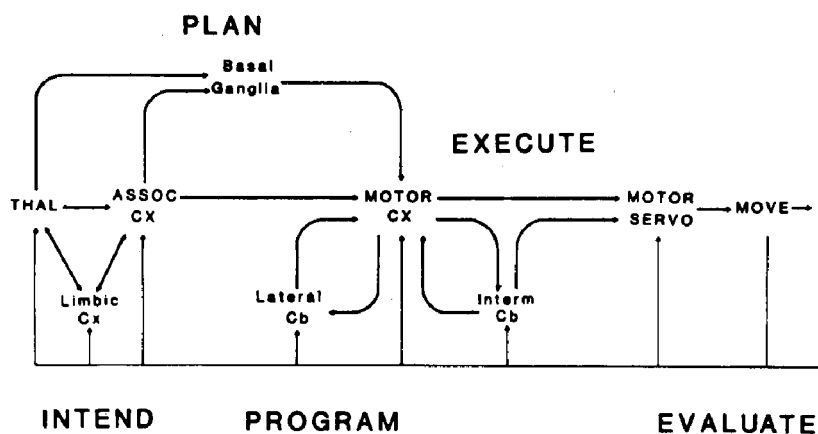 PLAN
Basal
Ganglia
EXECUTE
THAL
ASSOC
CX
MOTOR
CX
MOTOR
SERVO
MOVE
Limbic
Cx
Lateral
Cb
Interm
Cb
INTEND
PROGRAM
EVALUATE